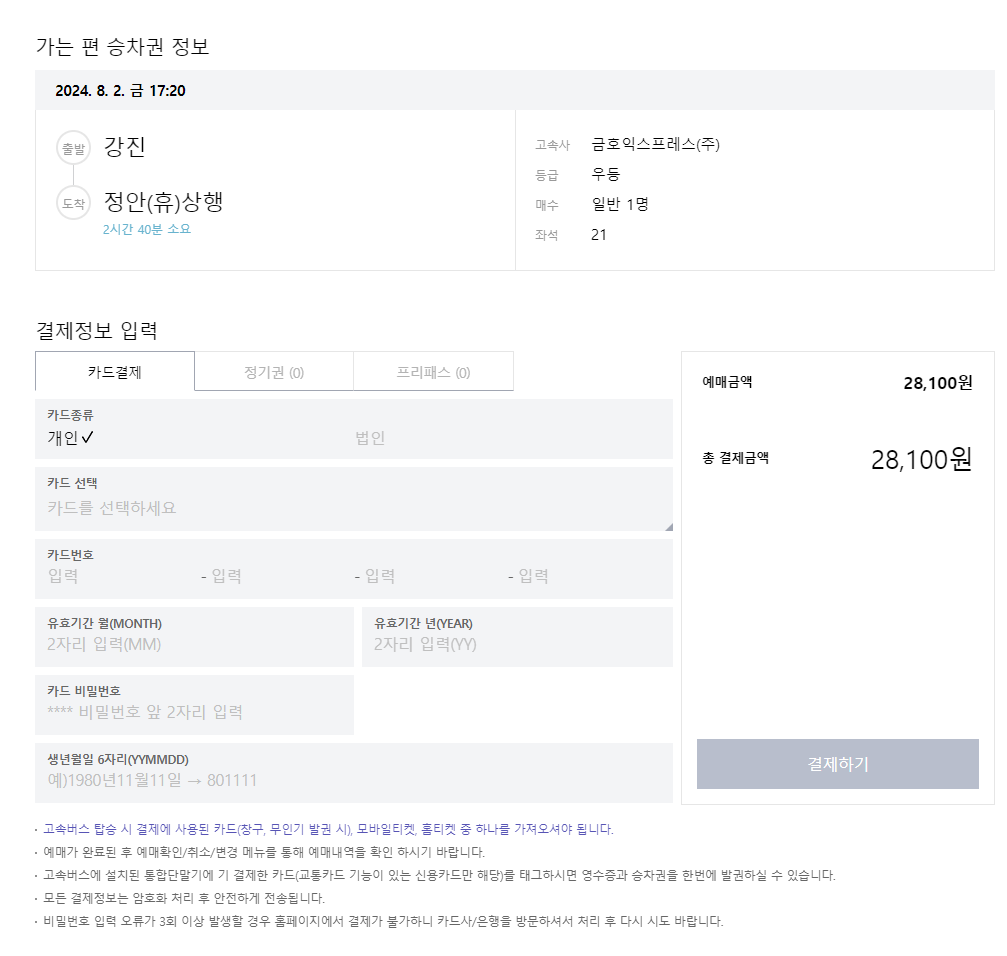 가는 편 승차권 정보
2024. 8. 2. 금 17:20
출발 강진
도착 정안(휴)상행
2시간 40분 소요
고속사 금호익스프레스(주)
등급 우등
매수 일반 1명
좌석 21
결제정보 입력
카드결제 정기권 (0) 프리패스 (0)
카드종류
개인✓ 법인
카드 선택
카드를 선택하세요
카드번호
입력 - 입력 - 입력 - 입력
유효기간 월(MONTH) 유효기간 년(YEAR)
2자리 입력(MM) 2자리 입력(YY)
카드 비밀번호
**** 비밀번호 앞 2자리 입력
생년월일 6자리(YYMMDD)
예)1980년11월11일 → 801111
예매금액 28,100원
총 결제금액 28,100원
결제하기
· 고속버스 탑승 시 결제에 사용된 카드(창구, 무인기 발권 시), 모바일티켓, 홈티켓 중 하나를 가져오셔야 됩니다.
· 예매가 완료된 후 예매확인/취소/변경 메뉴를 통해 예매내역을 확인 하시기 바랍니다.
· 고속버스에 설치된 통합단말기에 기 결제한 카드(교통카드 기능이 있는 신용카드만 해당)를 태그하시면 영수증과 승차권을 한번에 발권하실 수 있습니다.
· 모든 결제정보는 암호화 처리 후 안전하게 전송됩니다.
· 비밀번호 입력 오류가 3회 이상 발생할 경우 홈페이지에서 결제가 불가하니 카드사/은행을 방문하셔서 처리 후 다시 시도 바랍니다.